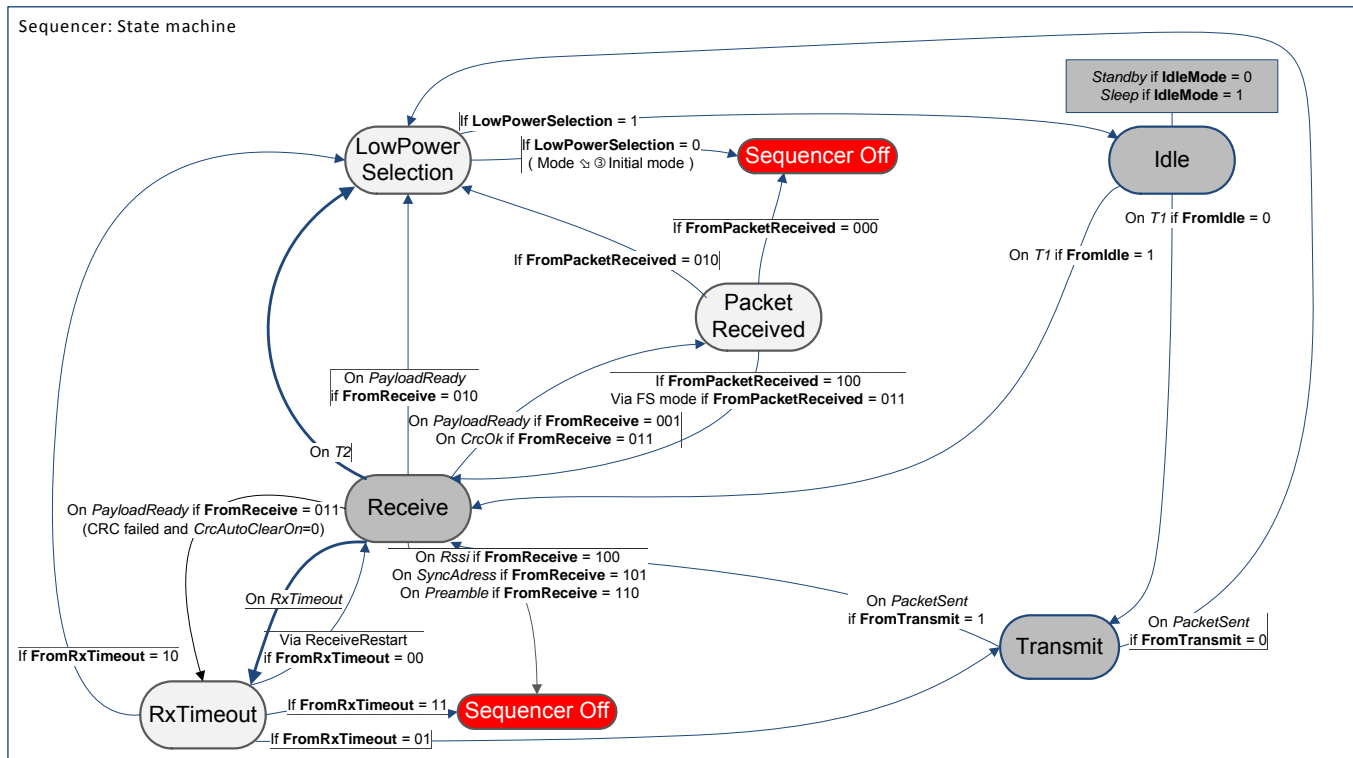 Sequencer: State machine
Standby if IdleMode = 0
Sleep if IdleMode = 1
If LowPowerSelection = 1
LowPower
Selection
If LowPowerSelection = 0
( Mode ⇘ ③ Initial mode )
Sequencer Off
Idle
On T1 if FromIdle = 0
If FromPacketReceived = 000
On T1 if FromIdle = 1
If FromPacketReceived = 010
Packet
Received
On PayloadReady
if FromReceive = 010
If FromPacketReceived = 100
Via FS mode if FromPacketReceived = 011
On PayloadReady if FromReceive = 001
On CrcOk if FromReceive = 011
On T2
Receive
On PayloadReady if FromReceive = 011
(CRC failed and CrcAutoClearOn=0)
On Rssi if FromReceive = 100
On SyncAdress if FromReceive = 101
On Preamble if FromReceive = 110
On RxTimeout
On PacketSent
if FromTransmit = 1
On PacketSent
if FromTransmit = 0
Transmit
Via ReceiveRestart
if FromRxTimeout = 00
If FromRxTimeout = 10
RxTimeout
If FromRxTimeout = 11
Sequencer Off
If FromRxTimeout = 01